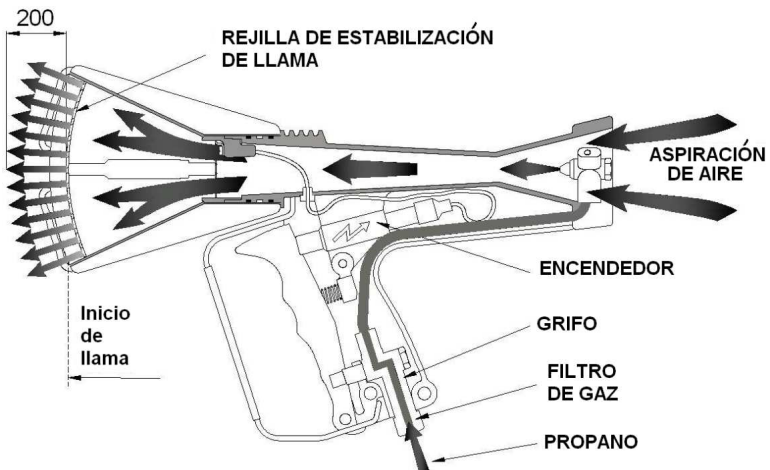 200
REJILLA DE ESTABILIZACIÓN
DE LLAMA
ASPIRACIÓN
DE AIRE
ENCENDEDOR
Inicio
de
llama
GRIFO
FILTRO
DE GAZ
PROPANO